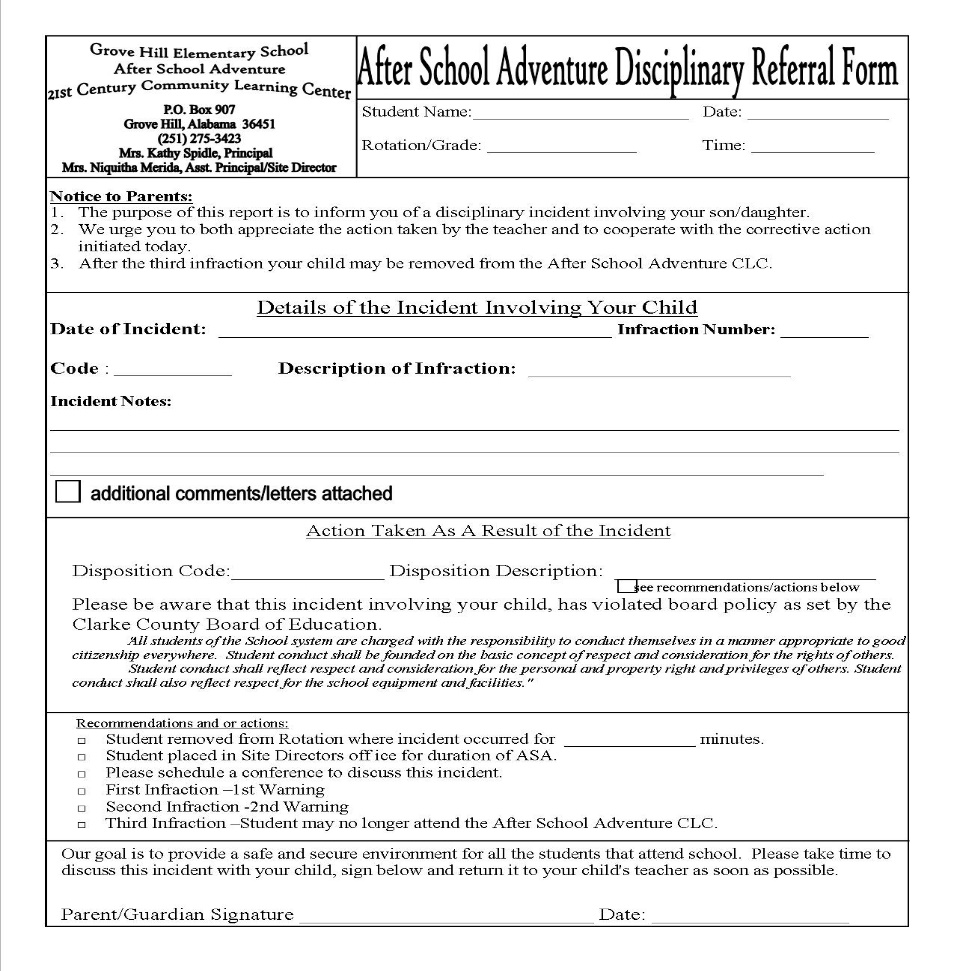 Grove Hill Elementary School
After School Adventure
21st Century Community Learning Center
P.O. Box 907
Grove Hill, Alabama 36451
(251) 275-3423
Mrs. Kathy Spidle, Principal
Mrs. Niquitha Merida, Asst. Principal/Site Director
After School Adventure Disciplinary Referral Form
Student Name: Date:
Rotation/Grade: Time:
Notice to Parents:
1. The purpose of this report is to inform you of a disciplinary incident involving your son/daughter.
2. We urge you to both appreciate the action taken by the teacher and to cooperate with the corrective action
initiated today.
3. After the third infraction your child may be removed from the After School Adventure CLC.
Details of the Incident Involving Your Child
Date of Incident: Infraction Number:
Code : Description of Infraction:
Incident Notes:
additional comments/letters attached
Action Taken As A Result of the Incident
Disposition Code: Disposition Description:
see recommendations/actions below
Please be aware that this incident involving your child, has violated board policy as set by the
Clarke County Board of Education.
"All students of the School system are charged with the responsibility to conduct themselves in a manner appropriate to good
citizenship everywhere. Student conduct shall be founded on the basic concept of respect and consideration for the rights of others.
Student conduct shall reflect respect and consideration for the personal and property right and privileges of others. Student
conduct shall also reflect respect for the school equipment and facilities."
Recommendations and or actions:
□ Student removed from Rotation where incident occurred for minutes.
□ Student placed in Site Directors office for duration of ASA.
□ Please schedule a conference to discuss this incident.
□ First Infraction –1st Warning
□ Second Infraction -2nd Warning
□ Third Infraction –Student may no longer attend the After School Adventure CLC.
Our goal is to provide a safe and secure environment for all the students that attend school. Please take time to
discuss this incident with your child, sign below and return it to your child's teacher as soon as possible.
Parent/Guardian Signature Date: